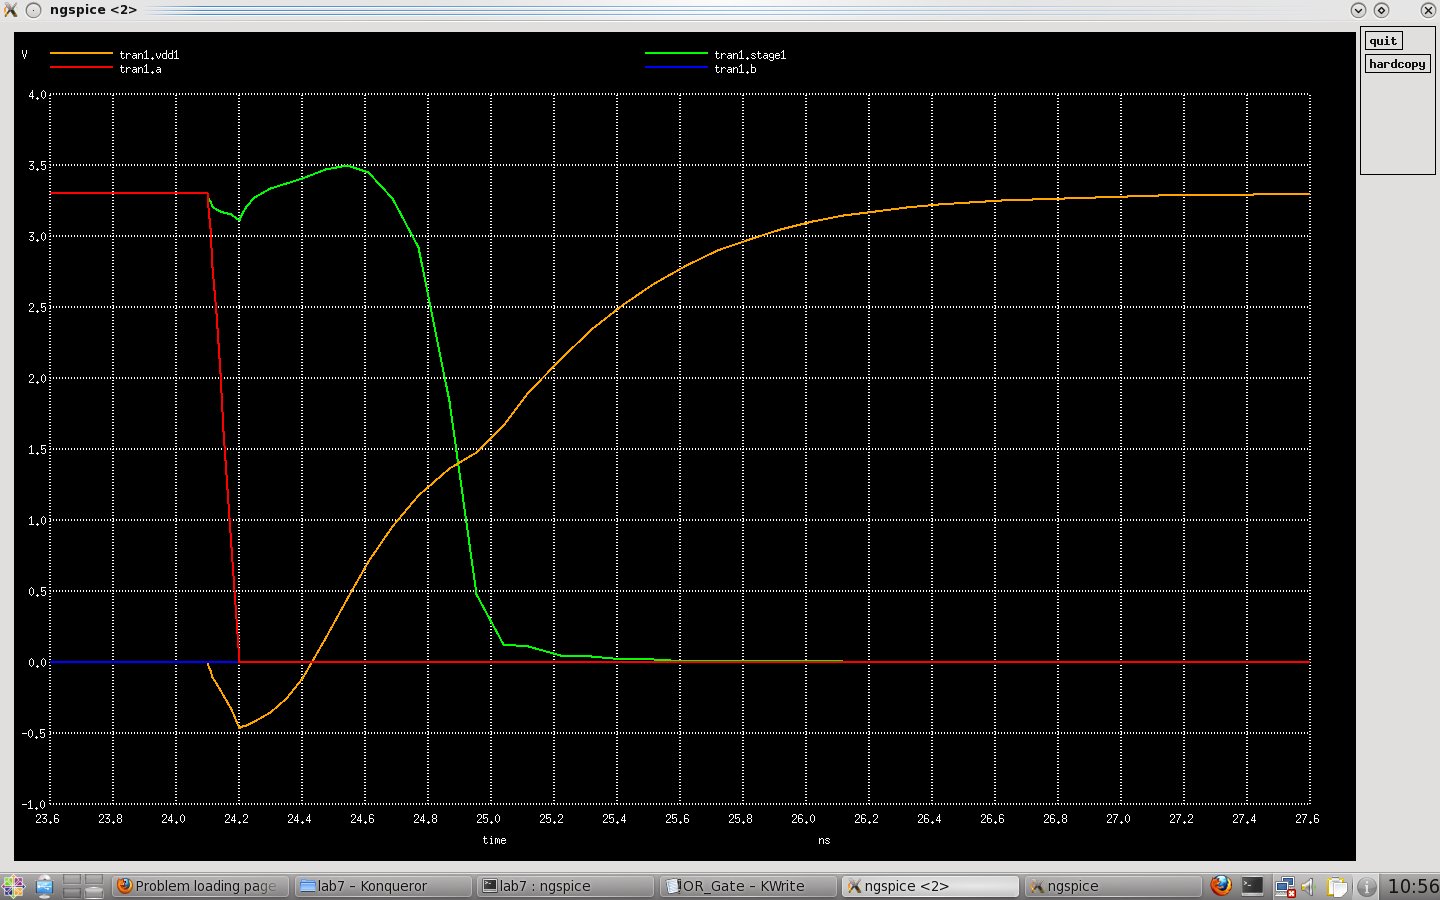 ngspice <2>
quit
hardcopy
V
tran1.vdd1
tran1.stage1
tran1.a
tran1.b
4.0
3.5
3.0
2.5
2.0
1.5
1.0
0.5
0.0
-0.5
-1.0
23.6 23.8 24.0 24.2 24.4 24.6 24.8 25.0 25.2 25.4 25.6 25.8 26.0 26.2 26.4 26.6 26.8 27.0 27.2 27.4 27.6
time ns
Problem loading page
lab7 - Konqueror
lab7 : ngspice
OR_Gate - KWrite
ngspice <2>
ngspice
10:56